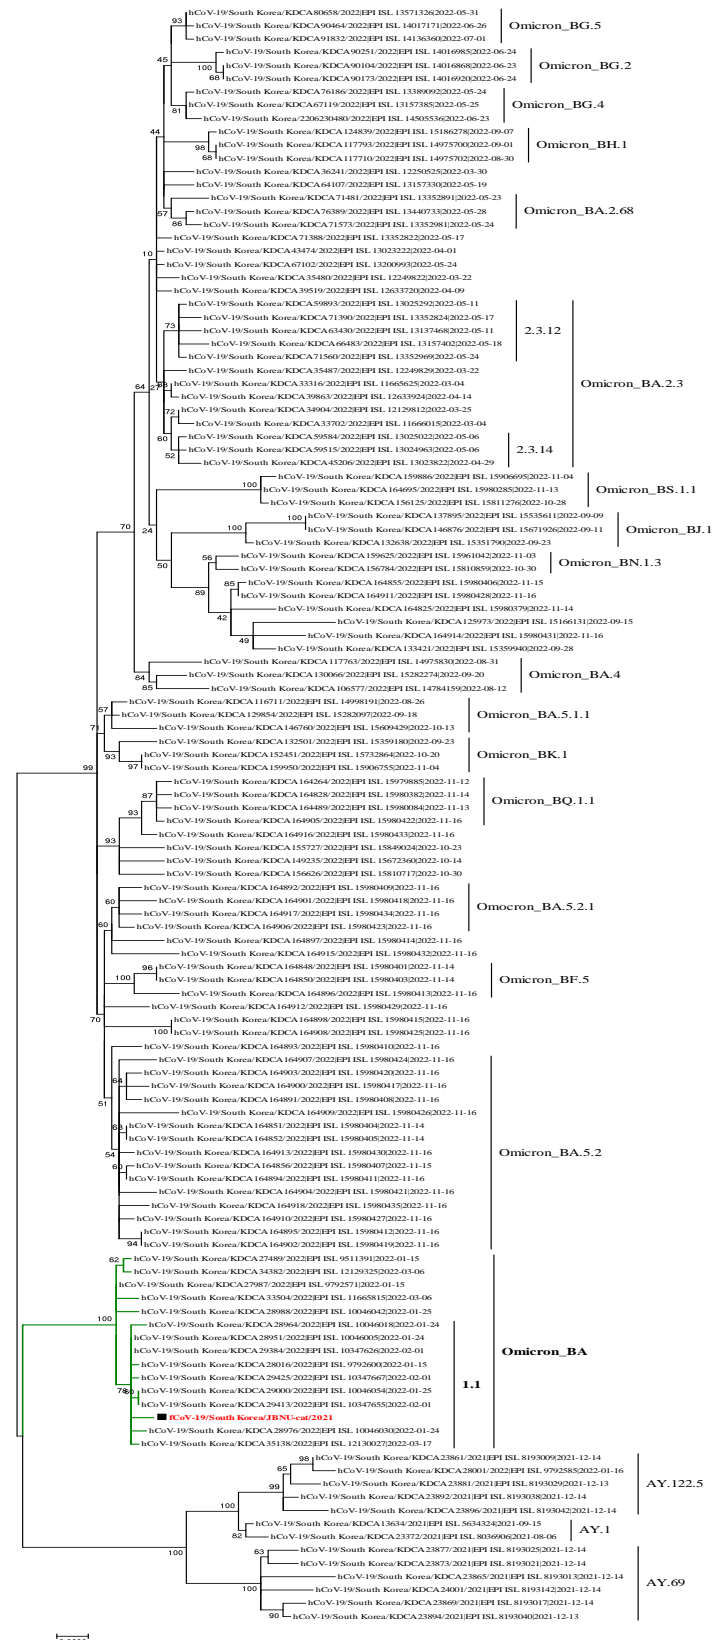 hCoV-19/South Korea/KDCA80658/2022|EPI ISL 13571326|2022-05-31
93
hCoV-19/South Korea/KDCA90464/2022|EPI ISL 14017171|2022-06-26
Omicron_BG.5
hCoV-19/South Korea/KDCA91832/2022|EPI ISL 14136360|2022-07-01
hCoV-19/South Korea/KDCA90251/2022|EPI ISL 14016985|2022-06-24
45
hCoV-19/South Korea/KDCA90104/2022|EPI ISL 14016868|2022-06-23
Omicron_BG.2
100
hCoV-19/South Korea/KDCA90173/2022|EPI ISL 14016920|2022-06-24
68
hCoV-19/South Korea/KDCA76186/2022|EPI ISL 13389092|2022-05-24
hCoV-19/South Korea/KDCA67119/2022|EPI ISL 13157385|2022-05-25
Omicron_BG.4
81
hCoV-19/South Korea/2206230480/2022|EPI ISL 14505536|2022-06-23
44
hCoV-19/South Korea/KDCA124839/2022|EPI ISL 15186278|2022-09-07
hCoV-19/South Korea/KDCA117793/2022|EPI ISL 14975700|2022-09-01
Omicron_BH.1
98
hCoV-19/South Korea/KDCA117710/2022|EPI ISL 14975702|2022-08-30
68
hCoV-19/South Korea/KDCA36241/2022|EPI ISL 12250525|2022-03-30
hCoV-19/South Korea/KDCA64107/2022|EPI ISL 13157330|2022-05-19
hCoV-19/South Korea/KDCA71481/2022|EPI ISL 13352891|2022-05-23
57
hCoV-19/South Korea/KDCA76389/2022|EPI ISL 13440733|2022-05-28
Omicron_BA.2.68
86
hCoV-19/South Korea/KDCA71573/2022|EPI ISL 13352981|2022-05-24
hCoV-19/South Korea/KDCA71388/2022|EPI ISL 13352822|2022-05-17
10
hCoV-19/South Korea/KDCA43474/2022|EPI ISL 13023222|2022-04-01
hCoV-19/South Korea/KDCA67102/2022|EPI ISL 13200993|2022-05-24
hCoV-19/South Korea/KDCA35480/2022|EPI ISL 12249822|2022-03-22
hCoV-19/South Korea/KDCA39519/2022|EPI ISL 12633720|2022-04-09
hCoV-19/South Korea/KDCA59893/2022|EPI ISL 13025292|2022-05-11
hCoV-19/South Korea/KDCA71390/2022|EPI ISL 13352824|2022-05-17
73
hCoV-19/South Korea/KDCA63430/2022|EPI ISL 13137468|2022-05-11
2.3.12
hCoV-19/South Korea/KDCA66483/2022|EPI ISL 13157402|2022-05-18
hCoV-19/South Korea/KDCA71560/2022|EPI ISL 13352969|2022-05-24
hCoV-19/South Korea/KDCA35487/2022|EPI ISL 12249829|2022-03-22
Omicron_BA.2.3
64
27
hCoV-19/South Korea/KDCA33316/2022|EPI ISL 11665625|2022-03-04
hCoV-19/South Korea/KDCA39863/2022|EPI ISL 12633924|2022-04-14
72
hCoV-19/South Korea/KDCA34904/2022|EPI ISL 12129812|2022-03-25
hCoV-19/South Korea/KDCA33702/2022|EPI ISL 11666015|2022-03-04
60
hCoV-19/South Korea/KDCA59584/2022|EPI ISL 13025022|2022-05-06
hCoV-19/South Korea/KDCA59515/2022|EPI ISL 13024963|2022-05-06
2.3.14
52
hCoV-19/South Korea/KDCA45206/2022|EPI ISL 13023822|2022-04-29
hCoV-19/South Korea/KDCA159886/2022|EPI ISL 15906695|2022-11-04
100
hCoV-19/South Korea/KDCA164695/2022|EPI ISL 15980285|2022-11-13
Omicron_BS.1.1
hCoV-19/South Korea/KDCA156125/2022|EPI ISL 15811276|2022-10-28
hCoV-19/South Korea/KDCA137895/2022|EPI ISL 15535611|2022-09-09
100
70
24
100
hCoV-19/South Korea/KDCA146876/2022|EPI ISL 15671926|2022-09-11
Omicron_BJ.1
hCoV-19/South Korea/KDCA132638/2022|EPI ISL 15351790|2022-09-23
56
hCoV-19/South Korea/KDCA159625/2022|EPI ISL 15961042|2022-11-03
50
hCoV-19/South Korea/KDCA156784/2022|EPI ISL 15810859|2022-10-30
Omicron_BN.1.3
85
hCoV-19/South Korea/KDCA164855/2022|EPI ISL 15980406|2022-11-15
89
hCoV-19/South Korea/KDCA164911/2022|EPI ISL 15980428|2022-11-16
hCoV-19/South Korea/KDCA164825/2022|EPI ISL 15980379|2022-11-14
42
hCoV-19/South Korea/KDCA125973/2022|EPI ISL 15166131|2022-09-15
hCoV-19/South Korea/KDCA164914/2022|EPI ISL 15980431|2022-11-16
49
hCoV-19/South Korea/KDCA133421/2022|EPI ISL 15359940|2022-09-28
hCoV-19/South Korea/KDCA117763/2022|EPI ISL 14975830|2022-08-31
84
hCoV-19/South Korea/KDCA130066/2022|EPI ISL 15282274|2022-09-20
Omicron_BA.4
85
hCoV-19/South Korea/KDCA106577/2022|EPI ISL 14784159|2022-08-12
hCoV-19/South Korea/KDCA116711/2022|EPI ISL 14998191|2022-08-26
57
hCoV-19/South Korea/KDCA129854/2022|EPI ISL 15282097|2022-09-18
Omicron_BA.5.1.1
71
hCoV-19/South Korea/KDCA146760/2022|EPI ISL 15609429|2022-10-13
hCoV-19/South Korea/KDCA132501/2022|EPI ISL 15359180|2022-09-23
93
hCoV-19/South Korea/KDCA152451/2022|EPI ISL 15732864|2022-10-20
Omicron_BK.1
99
97
hCoV-19/South Korea/KDCA159950/2022|EPI ISL 15906755|2022-11-04
hCoV-19/South Korea/KDCA164264/2022|EPI ISL 15979885|2022-11-12
87
hCoV-19/South Korea/KDCA164828/2022|EPI ISL 15980382|2022-11-14
Omicron_BQ.1.1
hCoV-19/South Korea/KDCA164489/2022|EPI ISL 15980084|2022-11-13
93
hCoV-19/South Korea/KDCA164905/2022|EPI ISL 15980422|2022-11-16
hCoV-19/South Korea/KDCA164916/2022|EPI ISL 15980433|2022-11-16
93
hCoV-19/South Korea/KDCA155727/2022|EPI ISL 15849024|2022-10-23
hCoV-19/South Korea/KDCA149235/2022|EPI ISL 15672360|2022-10-14
hCoV-19/South Korea/KDCA156626/2022|EPI ISL 15810717|2022-10-30
hCoV-19/South Korea/KDCA164892/2022|EPI ISL 15980409|2022-11-16
60
hCoV-19/South Korea/KDCA164901/2022|EPI ISL 15980418|2022-11-16
Omocron_BA.5.2.1
hCoV-19/South Korea/KDCA164917/2022|EPI ISL 15980434|2022-11-16
60
hCoV-19/South Korea/KDCA164906/2022|EPI ISL 15980423|2022-11-16
hCoV-19/South Korea/KDCA164897/2022|EPI ISL 15980414|2022-11-16
hCoV-19/South Korea/KDCA164915/2022|EPI ISL 15980432|2022-11-16
96
hCoV-19/South Korea/KDCA164848/2022|EPI ISL 15980401|2022-11-14
100
hCoV-19/South Korea/KDCA164850/2022|EPI ISL 15980403|2022-11-14
Omicron_BF.5
hCoV-19/South Korea/KDCA164896/2022|EPI ISL 15980413|2022-11-16
hCoV-19/South Korea/KDCA164912/2022|EPI ISL 15980429|2022-11-16
70
hCoV-19/South Korea/KDCA164898/2022|EPI ISL 15980415|2022-11-16
100
hCoV-19/South Korea/KDCA164908/2022|EPI ISL 15980425|2022-11-16
hCoV-19/South Korea/KDCA164893/2022|EPI ISL 15980410|2022-11-16
hCoV-19/South Korea/KDCA164907/2022|EPI ISL 15980424|2022-11-16
hCoV-19/South Korea/KDCA164903/2022|EPI ISL 15980420|2022-11-16
64
hCoV-19/South Korea/KDCA164900/2022|EPI ISL 15980417|2022-11-16
51
hCoV-19/South Korea/KDCA164891/2022|EPI ISL 15980408|2022-11-16
hCoV-19/South Korea/KDCA164909/2022|EPI ISL 15980426|2022-11-16
hCoV-19/South Korea/KDCA164851/2022|EPI ISL 15980404|2022-11-14
63
hCoV-19/South Korea/KDCA164852/2022|EPI ISL 15980405|2022-11-14
54
hCoV-19/South Korea/KDCA164913/2022|EPI ISL 15980430|2022-11-16
Omicron_BA.5.2
hCoV-19/South Korea/KDCA164856/2022|EPI ISL 15980407|2022-11-15
hCoV-19/South Korea/KDCA164894/2022|EPI ISL 15980411|2022-11-16
hCoV-19/South Korea/KDCA164904/2022|EPI ISL 15980421|2022-11-16
hCoV-19/South Korea/KDCA164918/2022|EPI ISL 15980435|2022-11-16
hCoV-19/South Korea/KDCA164910/2022|EPI ISL 15980427|2022-11-16
hCoV-19/South Korea/KDCA164895/2022|EPI ISL 15980412|2022-11-16
94
hCoV-19/South Korea/KDCA164902/2022|EPI ISL 15980419|2022-11-16
62
hCoV-19/South Korea/KDCA27489/2022|EPI ISL 9511391|2022-01-15
hCoV-19/South Korea/KDCA34382/2022|EPI ISL 12129325|2022-03-06
hCoV-19/South Korea/KDCA27987/2022|EPI ISL 9792571|2022-01-15
hCoV-19/South Korea/KDCA33504/2022|EPI ISL 11665815|2022-03-06
hCoV-19/South Korea/KDCA28988/2022|EPI ISL 10046042|2022-01-25
100
hCoV-19/South Korea/KDCA28964/2022|EPI ISL 10046018|2022-01-24
hCoV-19/South Korea/KDCA28951/2022|EPI ISL 10046005|2022-01-24
hCoV-19/South Korea/KDCA29384/2022|EPI ISL 10347626|2022-02-01
Omicron_BA
hCoV-19/South Korea/KDCA28016/2022|EPI ISL 9792600|2022-01-15
hCoV-19/South Korea/KDCA29425/2022|EPI ISL 10347667|2022-02-01
1.1
78
hCoV-19/South Korea/KDCA29000/2022|EPI ISL 10046054|2022-01-25
hCoV-19/South Korea/KDCA29413/2022|EPI ISL 10347655|2022-02-01
fCoV-19/South Korea/JBNU-cat/2021
hCoV-19/South Korea/KDCA28976/2022|EPI ISL 10046030|2022-01-24
hCoV-19/South Korea/KDCA35138/2022|EPI ISL 12130027|2022-03-17
98
hCoV-19/South Korea/KDCA23861/2021|EPI ISL 8193009|2021-12-14
65
hCoV-19/South Korea/KDCA28001/2022|EPI ISL 9792585|2022-01-16
hCoV-19/South Korea/KDCA23881/2021|EPI ISL 8193029|2021-12-13
AY.122.5
99
hCoV-19/South Korea/KDCA23892/2021|EPI ISL 8193038|2021-12-14
100
hCoV-19/South Korea/KDCA23896/2021|EPI ISL 8193042|2021-12-14
hCoV-19/South Korea/KDCA13634/2021|EPI ISL 5634324|2021-09-15
AY.1
82
hCoV-19/South Korea/KDCA23372/2021|EPI ISL 8036906|2021-08-06
100
63
hCoV-19/South Korea/KDCA23877/2021|EPI ISL 8193025|2021-12-14
hCoV-19/South Korea/KDCA23873/2021|EPI ISL 8193021|2021-12-14
hCoV-19/South Korea/KDCA23865/2021|EPI ISL 8193013|2021-12-14
AY.69
100
hCoV-19/South Korea/KDCA24001/2021|EPI ISL 8193142|2021-12-14
hCoV-19/South Korea/KDCA23869/2021|EPI ISL 8193017|2021-12-14
90
hCoV-19/South Korea/KDCA23894/2021|EPI ISL 8193040|2021-12-13